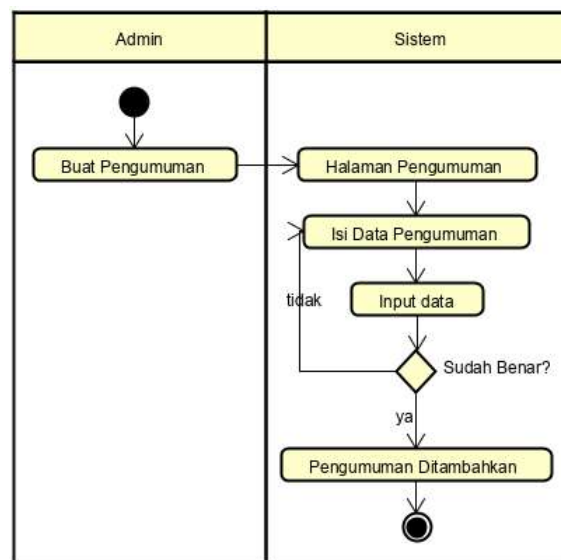 Admin
Sistem
Buat Pengumuman
Halaman Pengumuman
Isi Data Pengumuman
Input data
tidak
Sudah Benar?
ya
Pengumuman Ditambahkan